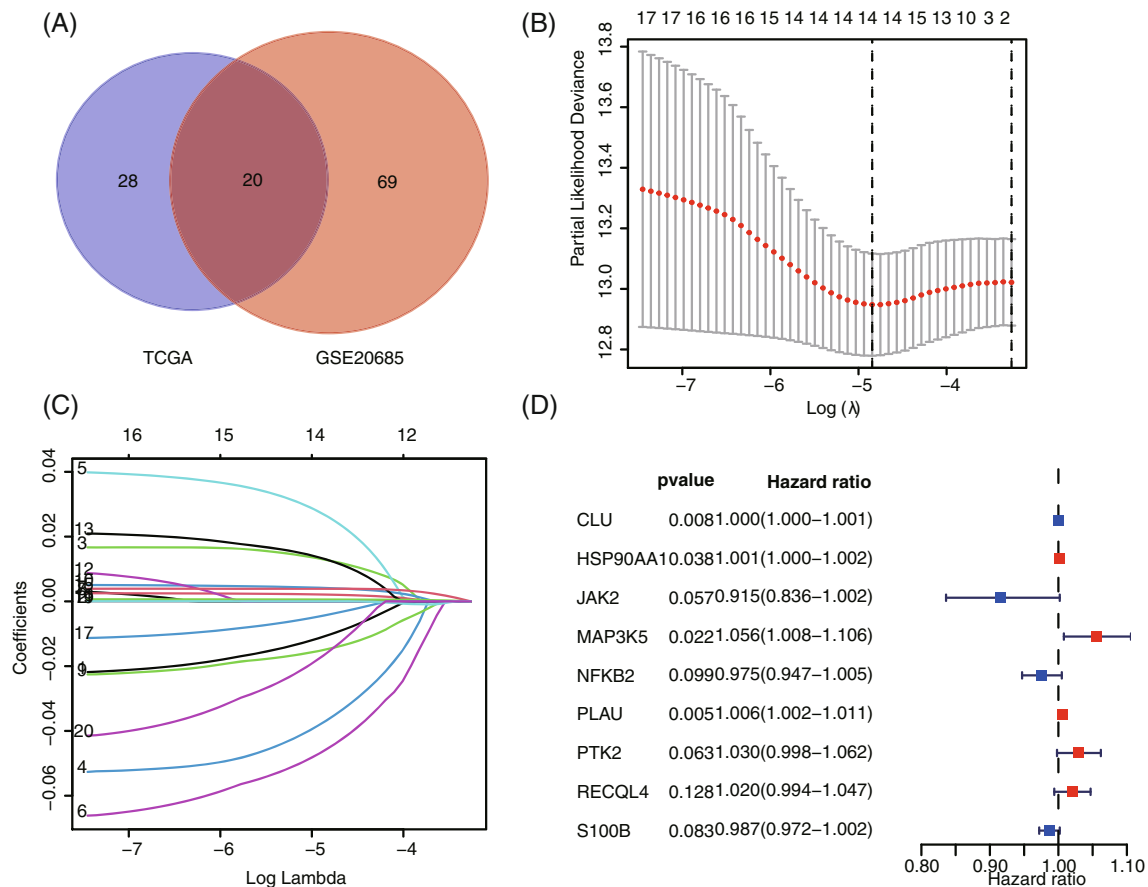 (A)
28 20 69
TCGA GSE20685
(B)
17 17 16 16 16 15 14 14 14 14 14 15 13 10 3 2
Partial Likelihood Deviance
13.8
13.6
13.4
13.2
13.0
12.8
−7 −6 −5 −4
Log (λ)
(C)
16 15 14 12
Coefficients
0.04
0.02
0.00
−0.02
−0.04
−0.06
5
13
3
12
17
9
20
4
6
−7 −6 −5 −4
Log Lambda
(D)
pvalue Hazard ratio
CLU 0.008 1.000(1.000−1.001)
HSP90AA1 0.038 1.001(1.000−1.002)
JAK2 0.057 0.915(0.836−1.002)
MAP3K5 0.022 1.056(1.008−1.106)
NFKB2 0.099 0.975(0.947−1.005)
PLAU 0.005 1.006(1.002−1.011)
PTK2 0.063 1.030(0.998−1.062)
RECQL4 0.128 1.020(0.994−1.047)
S100B 0.083 0.987(0.972−1.002)
0.80 0.90 1.00 1.10
Hazard ratio